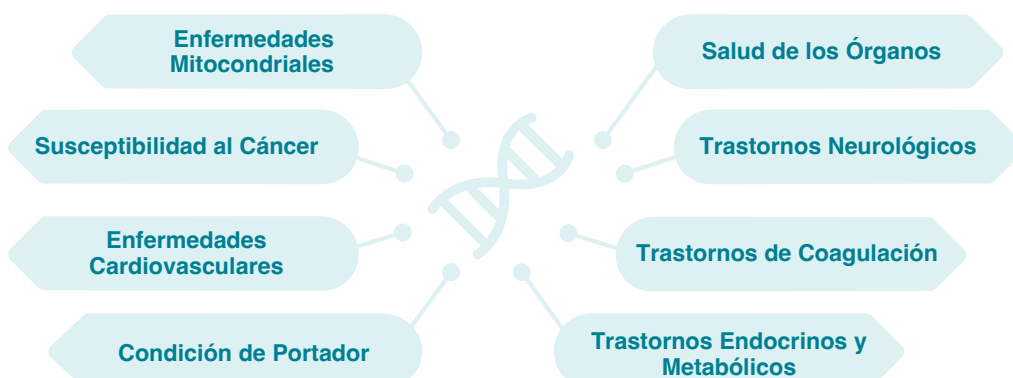 Enfermedades
Mitocondriales
Salud de los Órganos
Susceptibilidad al Cáncer
Trastornos Neurológicos
Enfermedades
Cardiovasculares
Trastornos de Coagulación
Condición de Portador
Trastornos Endocrinos y
Metabólicos